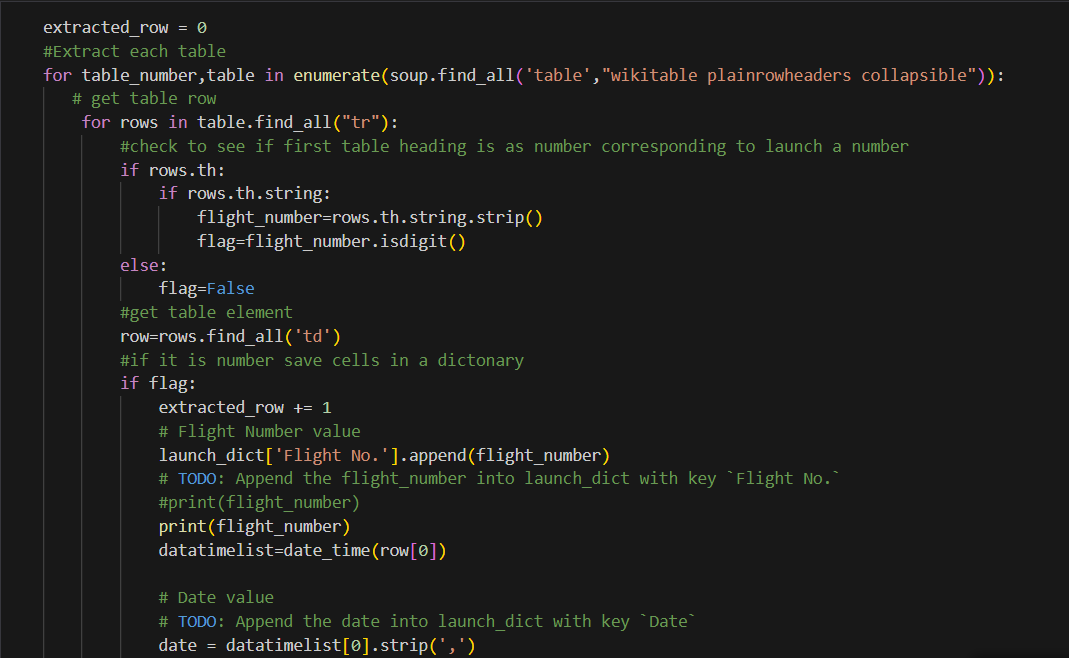 extracted_row = 0
#Extract each table
for table_number,table in enumerate(soup.find_all('table',"wikitable plainrowheaders collapsible")):
   # get table row
    for rows in table.find_all("tr"):
        #check to see if first table heading is as number corresponding to launch a number
        if rows.th:
            if rows.th.string:
                flight_number=rows.th.string.strip()
                flag=flight_number.isdigit()
        else:
            flag=False
        #get table element
        row=rows.find_all('td')
        #if it is number save cells in a dictonary
        if flag:
            extracted_row += 1
            # Flight Number value
            launch_dict['Flight No.'].append(flight_number)
            # TODO: Append the flight_number into launch_dict with key `Flight No.`
            #print(flight_number)
            print(flight_number)
            datatimelist=date_time(row[0])

            # Date value
            # TODO: Append the date into launch_dict with key `Date`
            date = datatimelist[0].strip(',')